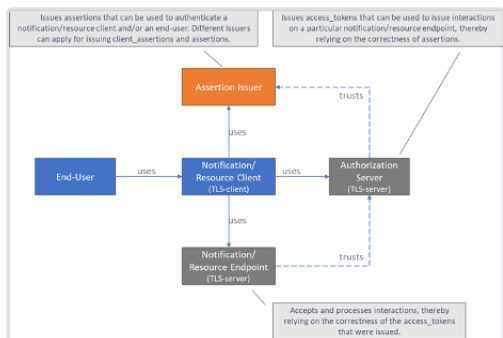 Issues assertions that can be used to authenticate a
notification/resource client and/or an end-user. Different Issuers
can apply for issuing client_assertions and assertions.
Issues access_tokens that can be used to issue interactions
on a particular notification/resource endpoint, thereby
relying on the correctness of assertions.
Assertion Issuer
trusts
uses
End-User
uses
Notification/
Resource Client
(TLS-client)
uses
Authorization
Server
(TLS-server)
uses
Notification/
Resource Endpoint
(TLS-server)
trusts
Accepts and processes interactions, thereby
relying on the correctness of the access_tokens
that were issued.